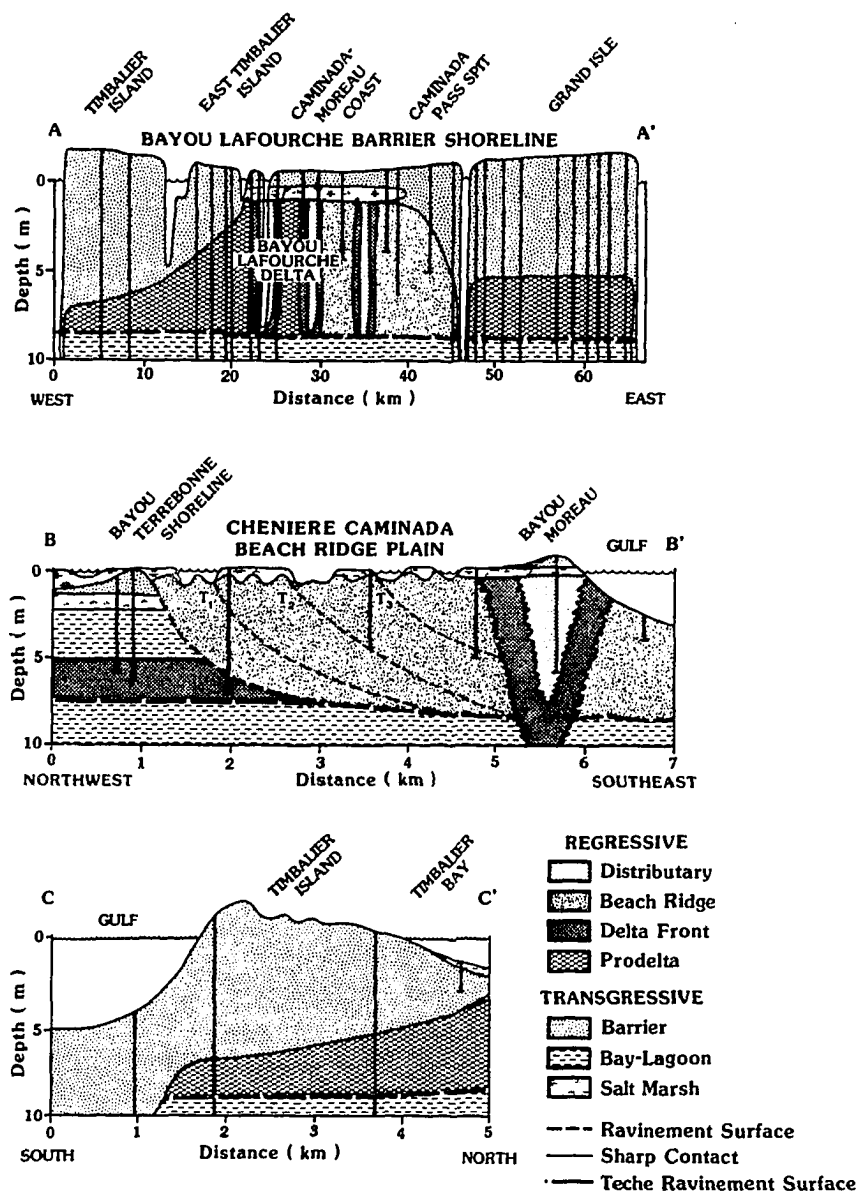 TIMBALIER
ISLAND
EAST TIMBALIER
ISLAND
CAMINADA-
MOREAU
COAST
CAMINADA
PASS SPIT
GRAND ISLE
A
A'
BAYOU LAFOURCHE BARRIER SHORELINE
0
5
10
Depth ( m )
BAYOU
LAFOURCHE
DELTA
0 10 20 30 40 50 60
WEST
Distance ( km )
EAST
BAYOU
TERREBONNE
SHORELINE
BAYOU
MOREAU
B
CHENIERE CAMINADA
BEACH RIDGE PLAIN
GULF
B'
0
5
10
Depth ( m )
T1
T2
T3
0 1 2 3 4 5 6 7
NORTHWEST
Distance ( km )
SOUTHEAST
TIMBALIER
ISLAND
TIMBALIER
BAY
C
C'
GULF
0
5
10
Depth ( m )
0 1 2 3 4 5
SOUTH
Distance ( km )
NORTH
REGRESSIVE
Distributary
Beach Ridge
Delta Front
Prodelta
TRANSGRESSIVE
Barrier
Bay-Lagoon
Salt Marsh
Ravinement Surface
Sharp Contact
Teche Ravinement Surface